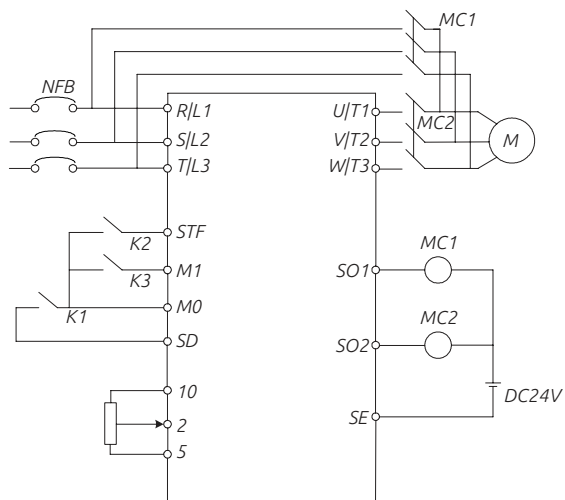 MC1
NFB
R/L1
U/T1
MC2
S/L2
V/T2
M
T/L3
W/T3
STF
K2
MC1
M1
SO1
K3
M0
K1
MC2
SD
SO2
10
DC24V
2
SE
5